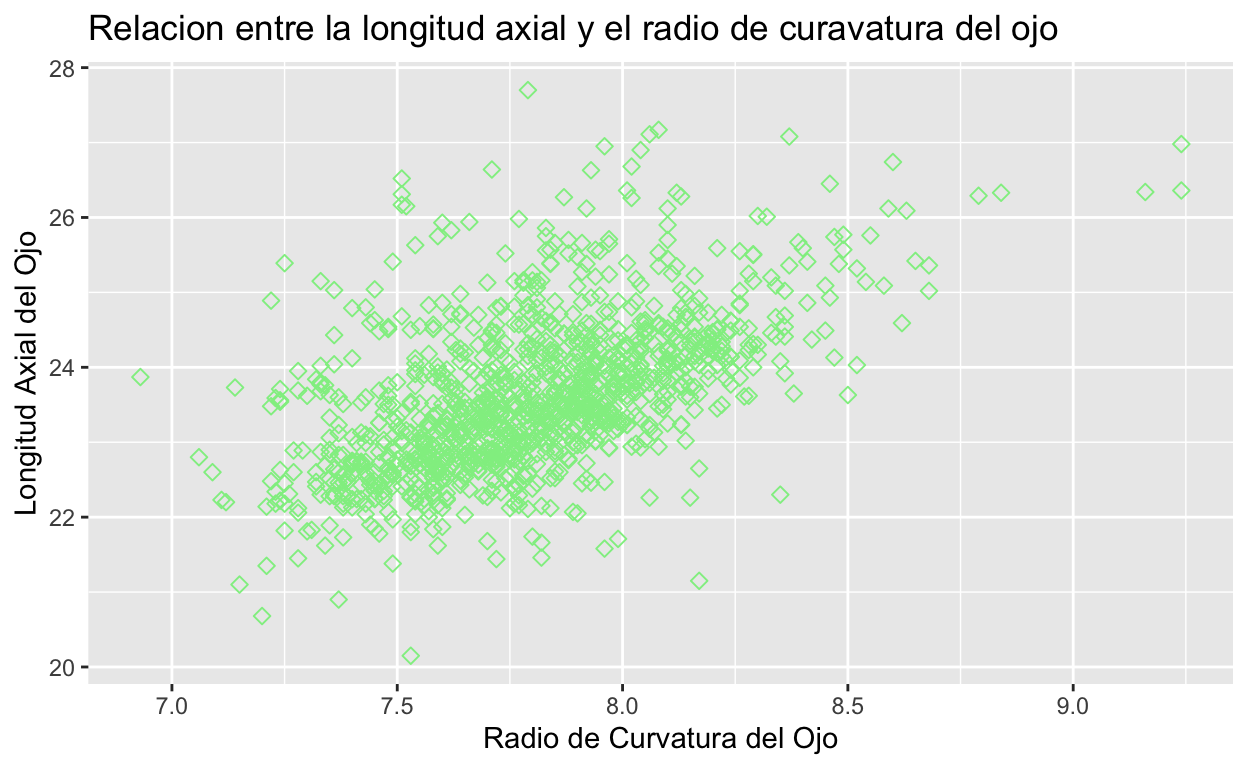 Relacion entre la longitud axial y el radio de curavatura del ojo
28
26
24
22
20
Longitud Axial del Ojo
7.0 7.5 8.0 8.5 9.0
Radio de Curvatura del Ojo